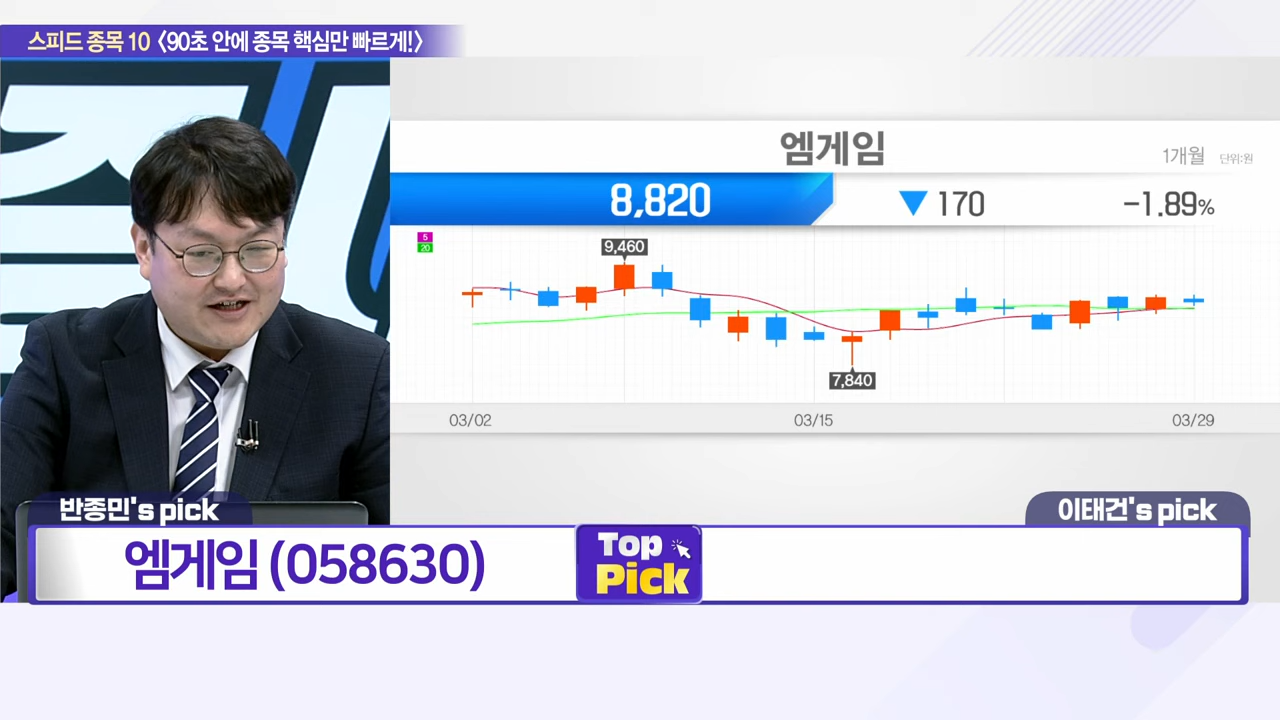 스피드 종목 10 〈90초 안에 종목 핵심만 빠르게!〉
엠게임
1개월 단위:원
8,820 ▼ 170 -1.89%
5
20
9,460
7,840
03/02 03/15 03/29
반종민's pick
이태건's pick
엠게임 (058630)
Top
Pick